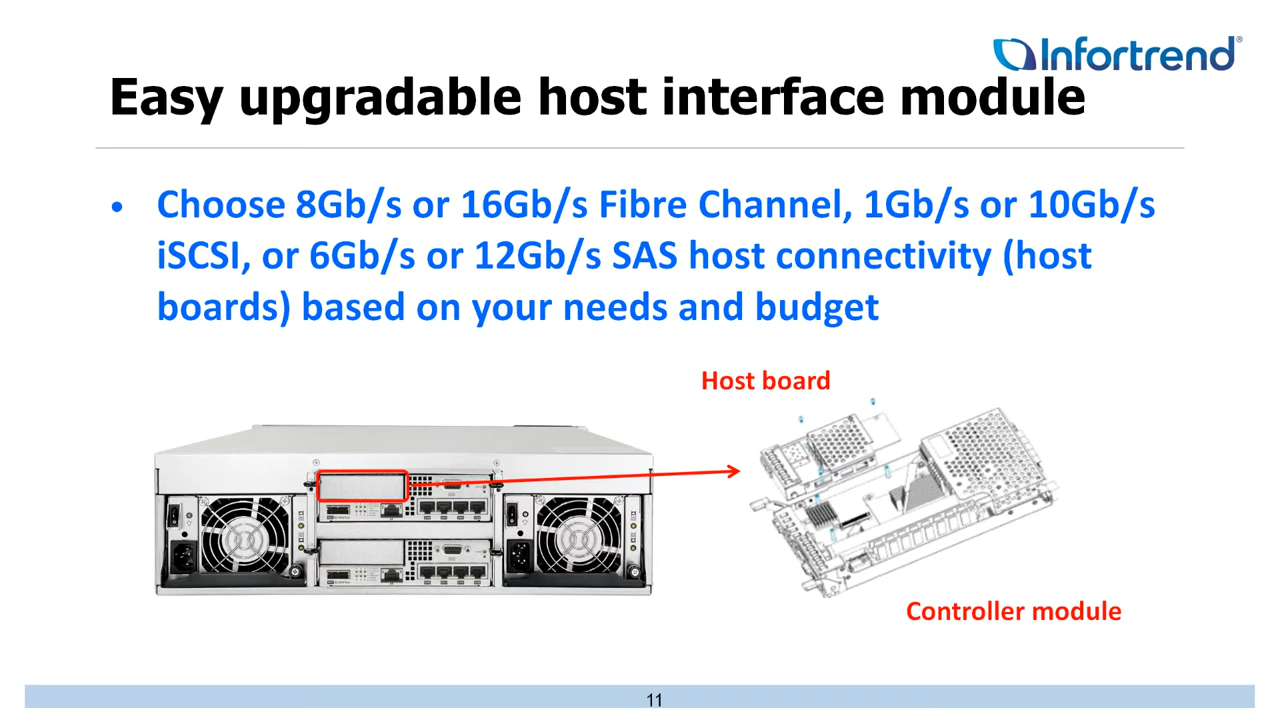 Infortrend®
Easy upgradable host interface module
• Choose 8Gb/s or 16Gb/s Fibre Channel, 1Gb/s or 10Gb/s
iSCSI, or 6Gb/s or 12Gb/s SAS host connectivity (host
boards) based on your needs and budget
Host board
Controller module
11